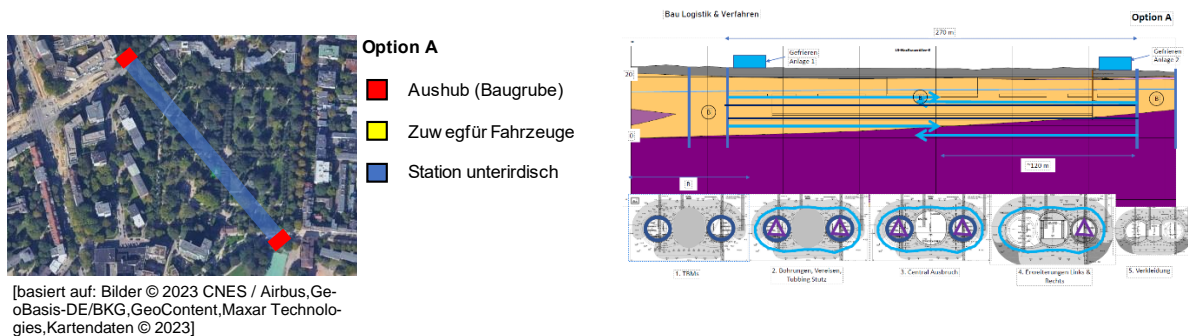 Option A
Aushub (Baugrube)
Zuwegfür Fahrzeuge
Station unterirdisch
[basiert auf: Bilder © 2023 CNES / Airbus,Ge-
oBasis-DE/BKG,GeoContent,Maxar Technolo-
gies,Kartendaten © 2023]
Bau Logistik & Verfahren
Option A
270 m
Gefrieren
Anlage 1
Gefrieren
Anlage 2
20
0
B
B
~120 m
1. TBMs
2. Bohrungen, Vereisen,
Tubbing Stutz
3. Central Ausbruch
4. Erweiterungen Links &
Rechts
5. Verkleidung